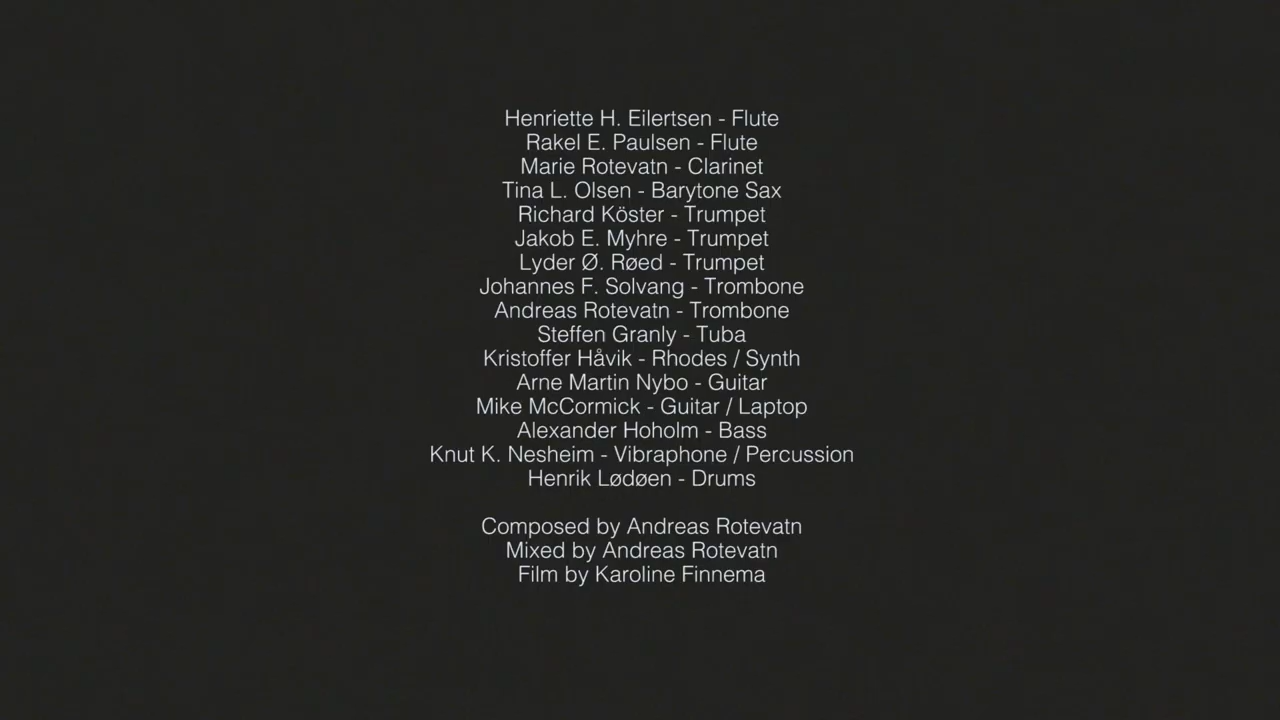 Henriette H. Eilertsen - Flute
Rakel E. Paulsen - Flute
Marie Rotevatn - Clarinet
Tina L. Olsen - Barytone Sax
Richard Köster - Trumpet
Jakob E. Myhre - Trumpet
Lyder Ø. Røed - Trumpet
Johannes F. Solvang - Trombone
Andreas Rotevatn - Trombone
Steffen Granly - Tuba
Kristoffer Håvik - Rhodes / Synth
Arne Martin Nybo - Guitar
Mike McCormick - Guitar / Laptop
Alexander Hoholm - Bass
Knut K. Nesheim - Vibraphone / Percussion
Henrik Lødøen - Drums
Composed by Andreas Rotevatn
Mixed by Andreas Rotevatn
Film by Karoline Finnema